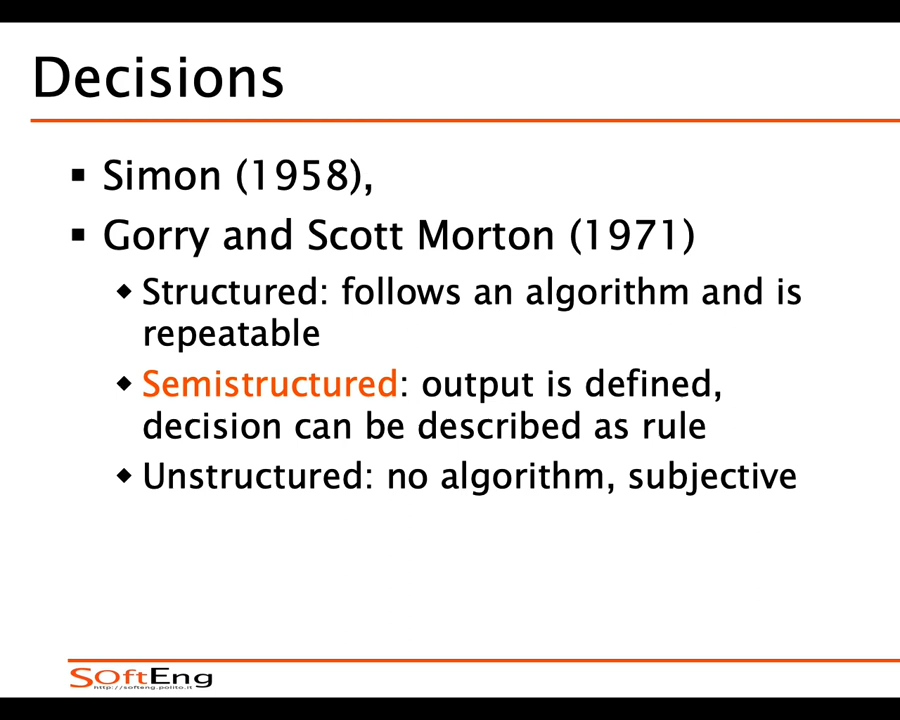 Decisions
Simon (1958),
Gorry and Scott Morton (1971)
Structured: follows an algorithm and is
repeatable
Semistructured: output is defined,
decision can be described as rule
Unstructured: no algorithm, subjective
SOftEng
http://softeng.polito.it